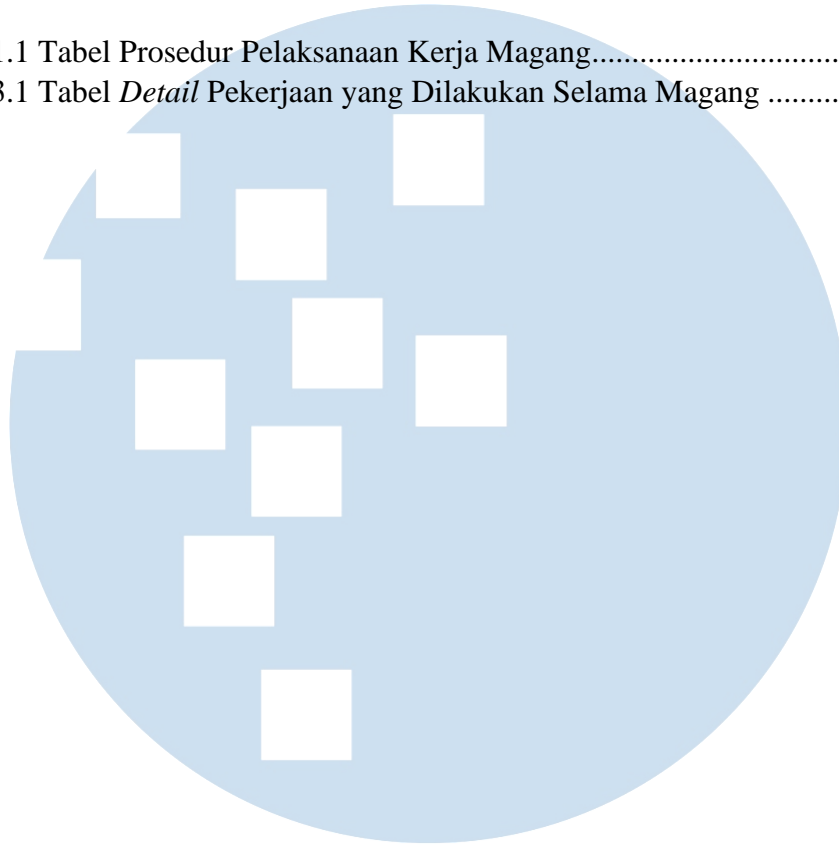 .1 Tabel Prosedur Pelaksanaan Kerja Magang..............................
3.1 Tabel Detail Pekerjaan yang Dilakukan Selama Magang .........